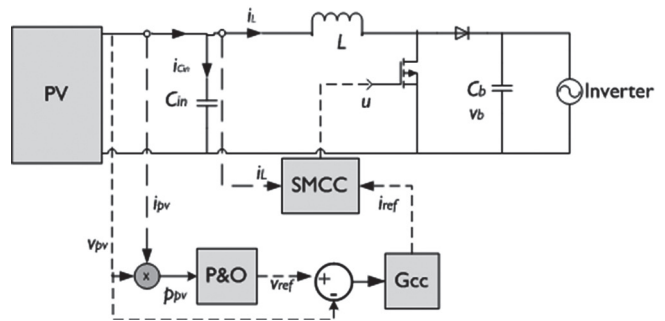 iL
L
PV
iCin
Cin
u
Cb
vb
Inverter
iL
SMCC
iref
ipv
vpv
x
P&O
ppv
vref
+
-
Gcc